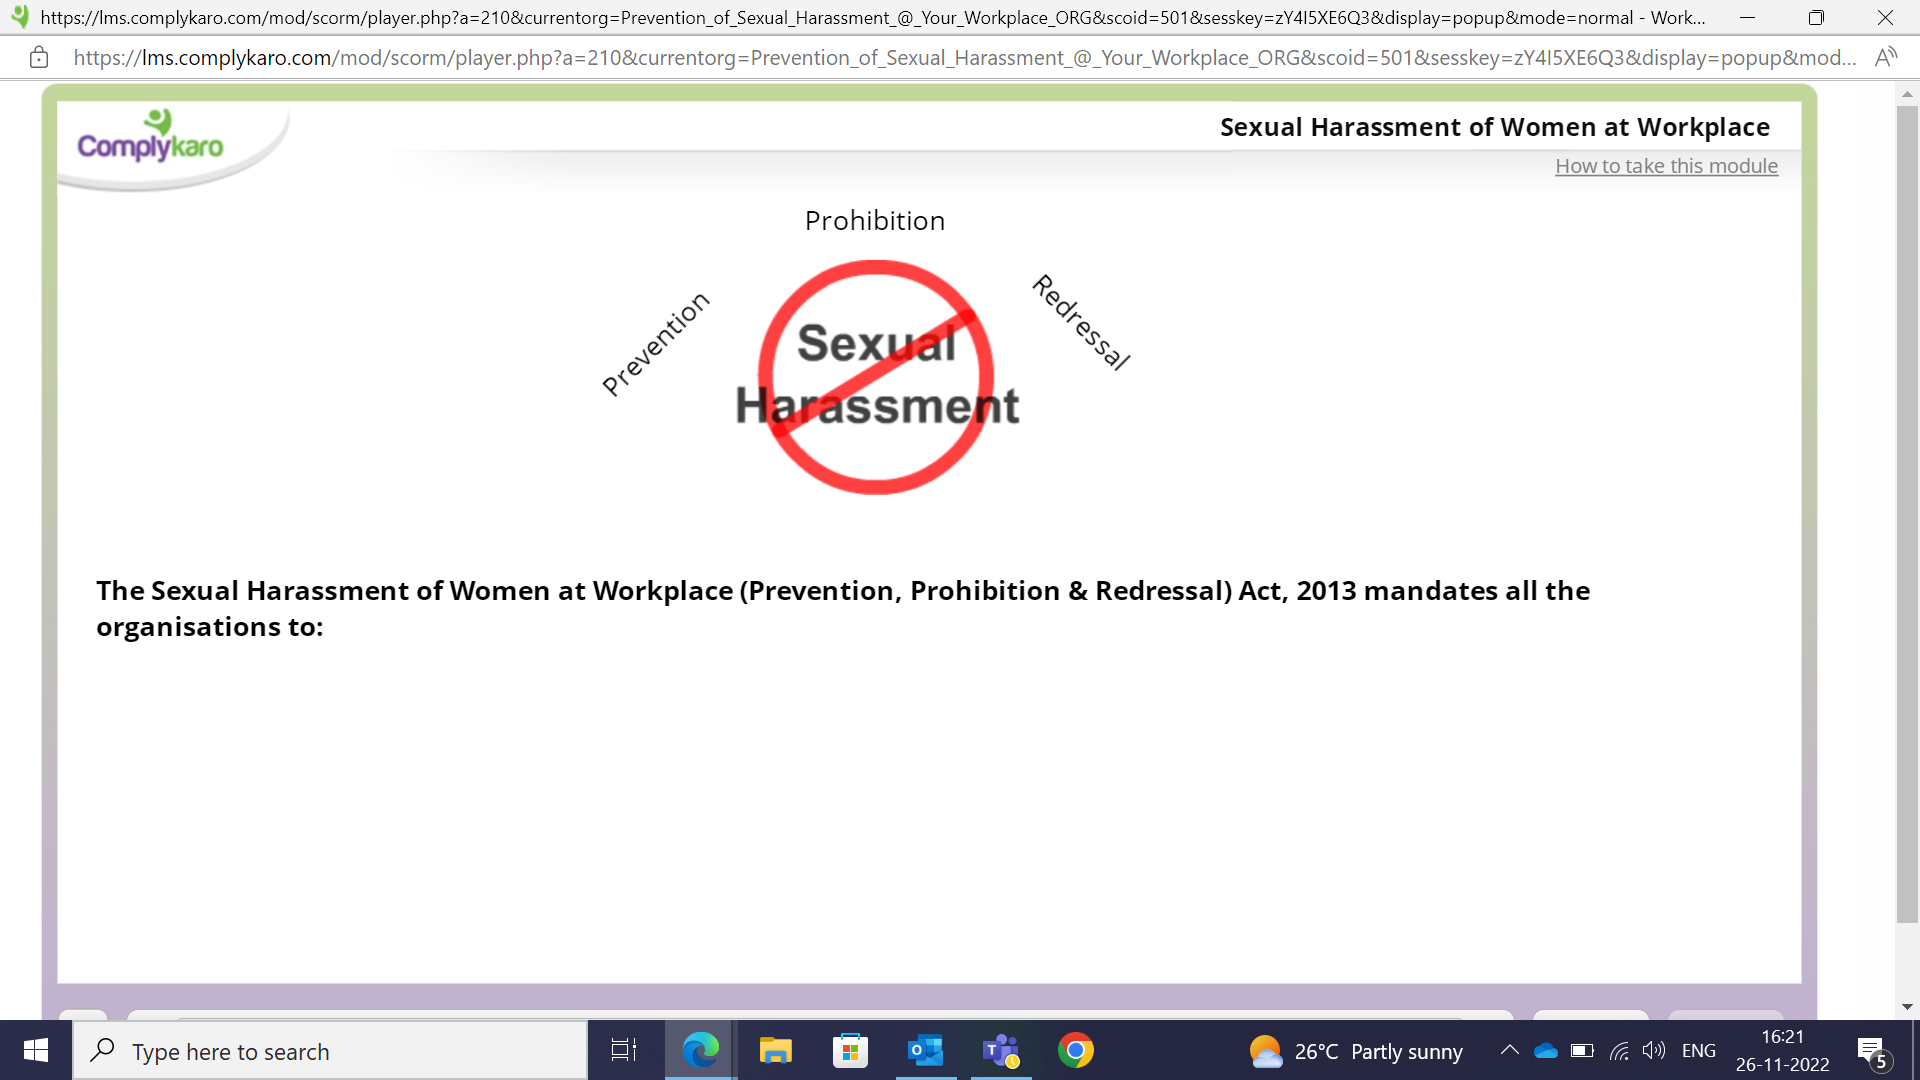 https://lms.complykaro.com/mod/scorm/player.php?a=210&currentorg=Prevention_of_Sexual_Harassment_@_Your_Workplace_ORG&scoid=501&sesskey=zY4I5XE6Q3&display=popup&mode=normal - Work...
https://lms.complykaro.com/mod/scorm/player.php?a=210&currentorg=Prevention_of_Sexual_Harassment_@_Your_Workplace_ORG&scoid=501&sesskey=zY4I5XE6Q3&display=popup&mod...
Complykaro
Sexual Harassment of Women at Workplace
How to take this module
Prohibition
Prevention
Redressal
Sexual
Harassment
The Sexual Harassment of Women at Workplace (Prevention, Prohibition & Redressal) Act, 2013 mandates all the
organisations to:
Type here to search
26°C Partly sunny
ENG
16:21
26-11-2022
5